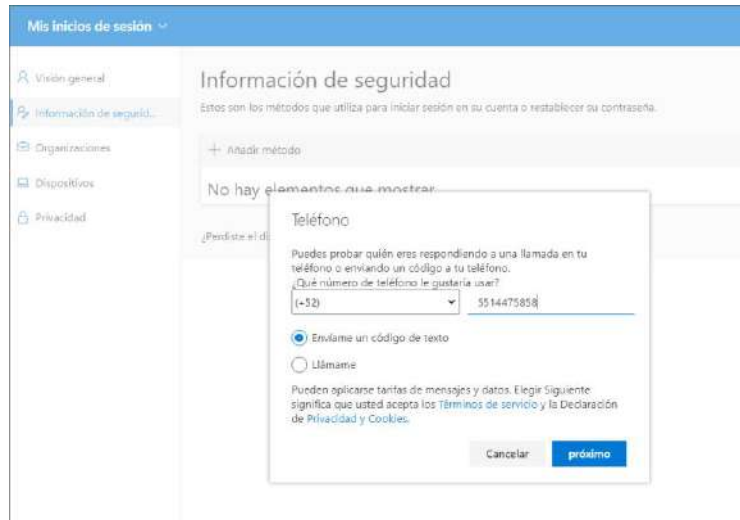 Mis inicios de sesión
Visión general
Información de segurid...
Organizaciones
Dispositivos
Privacidad
Información de seguridad
Estos son los métodos que utiliza para iniciar sesión en su cuenta o restablecer su contraseña.
+ Añadir método
No hay elementos que mostrar
¿Perdiste el di
Teléfono
Puedes probar quién eres respondiendo a una llamada en tu
teléfono o enviando un código a tu teléfono.
¿Qué número de teléfono le gustaría usar?
(+52) 5514475858
Envíame un código de texto
Llámame
Pueden aplicarse tarifas de mensajes y datos. Elegir Siguiente
significa que usted acepta los Términos de servicio y la Declaración
de Privacidad y Cookies.
Cancelar próximo